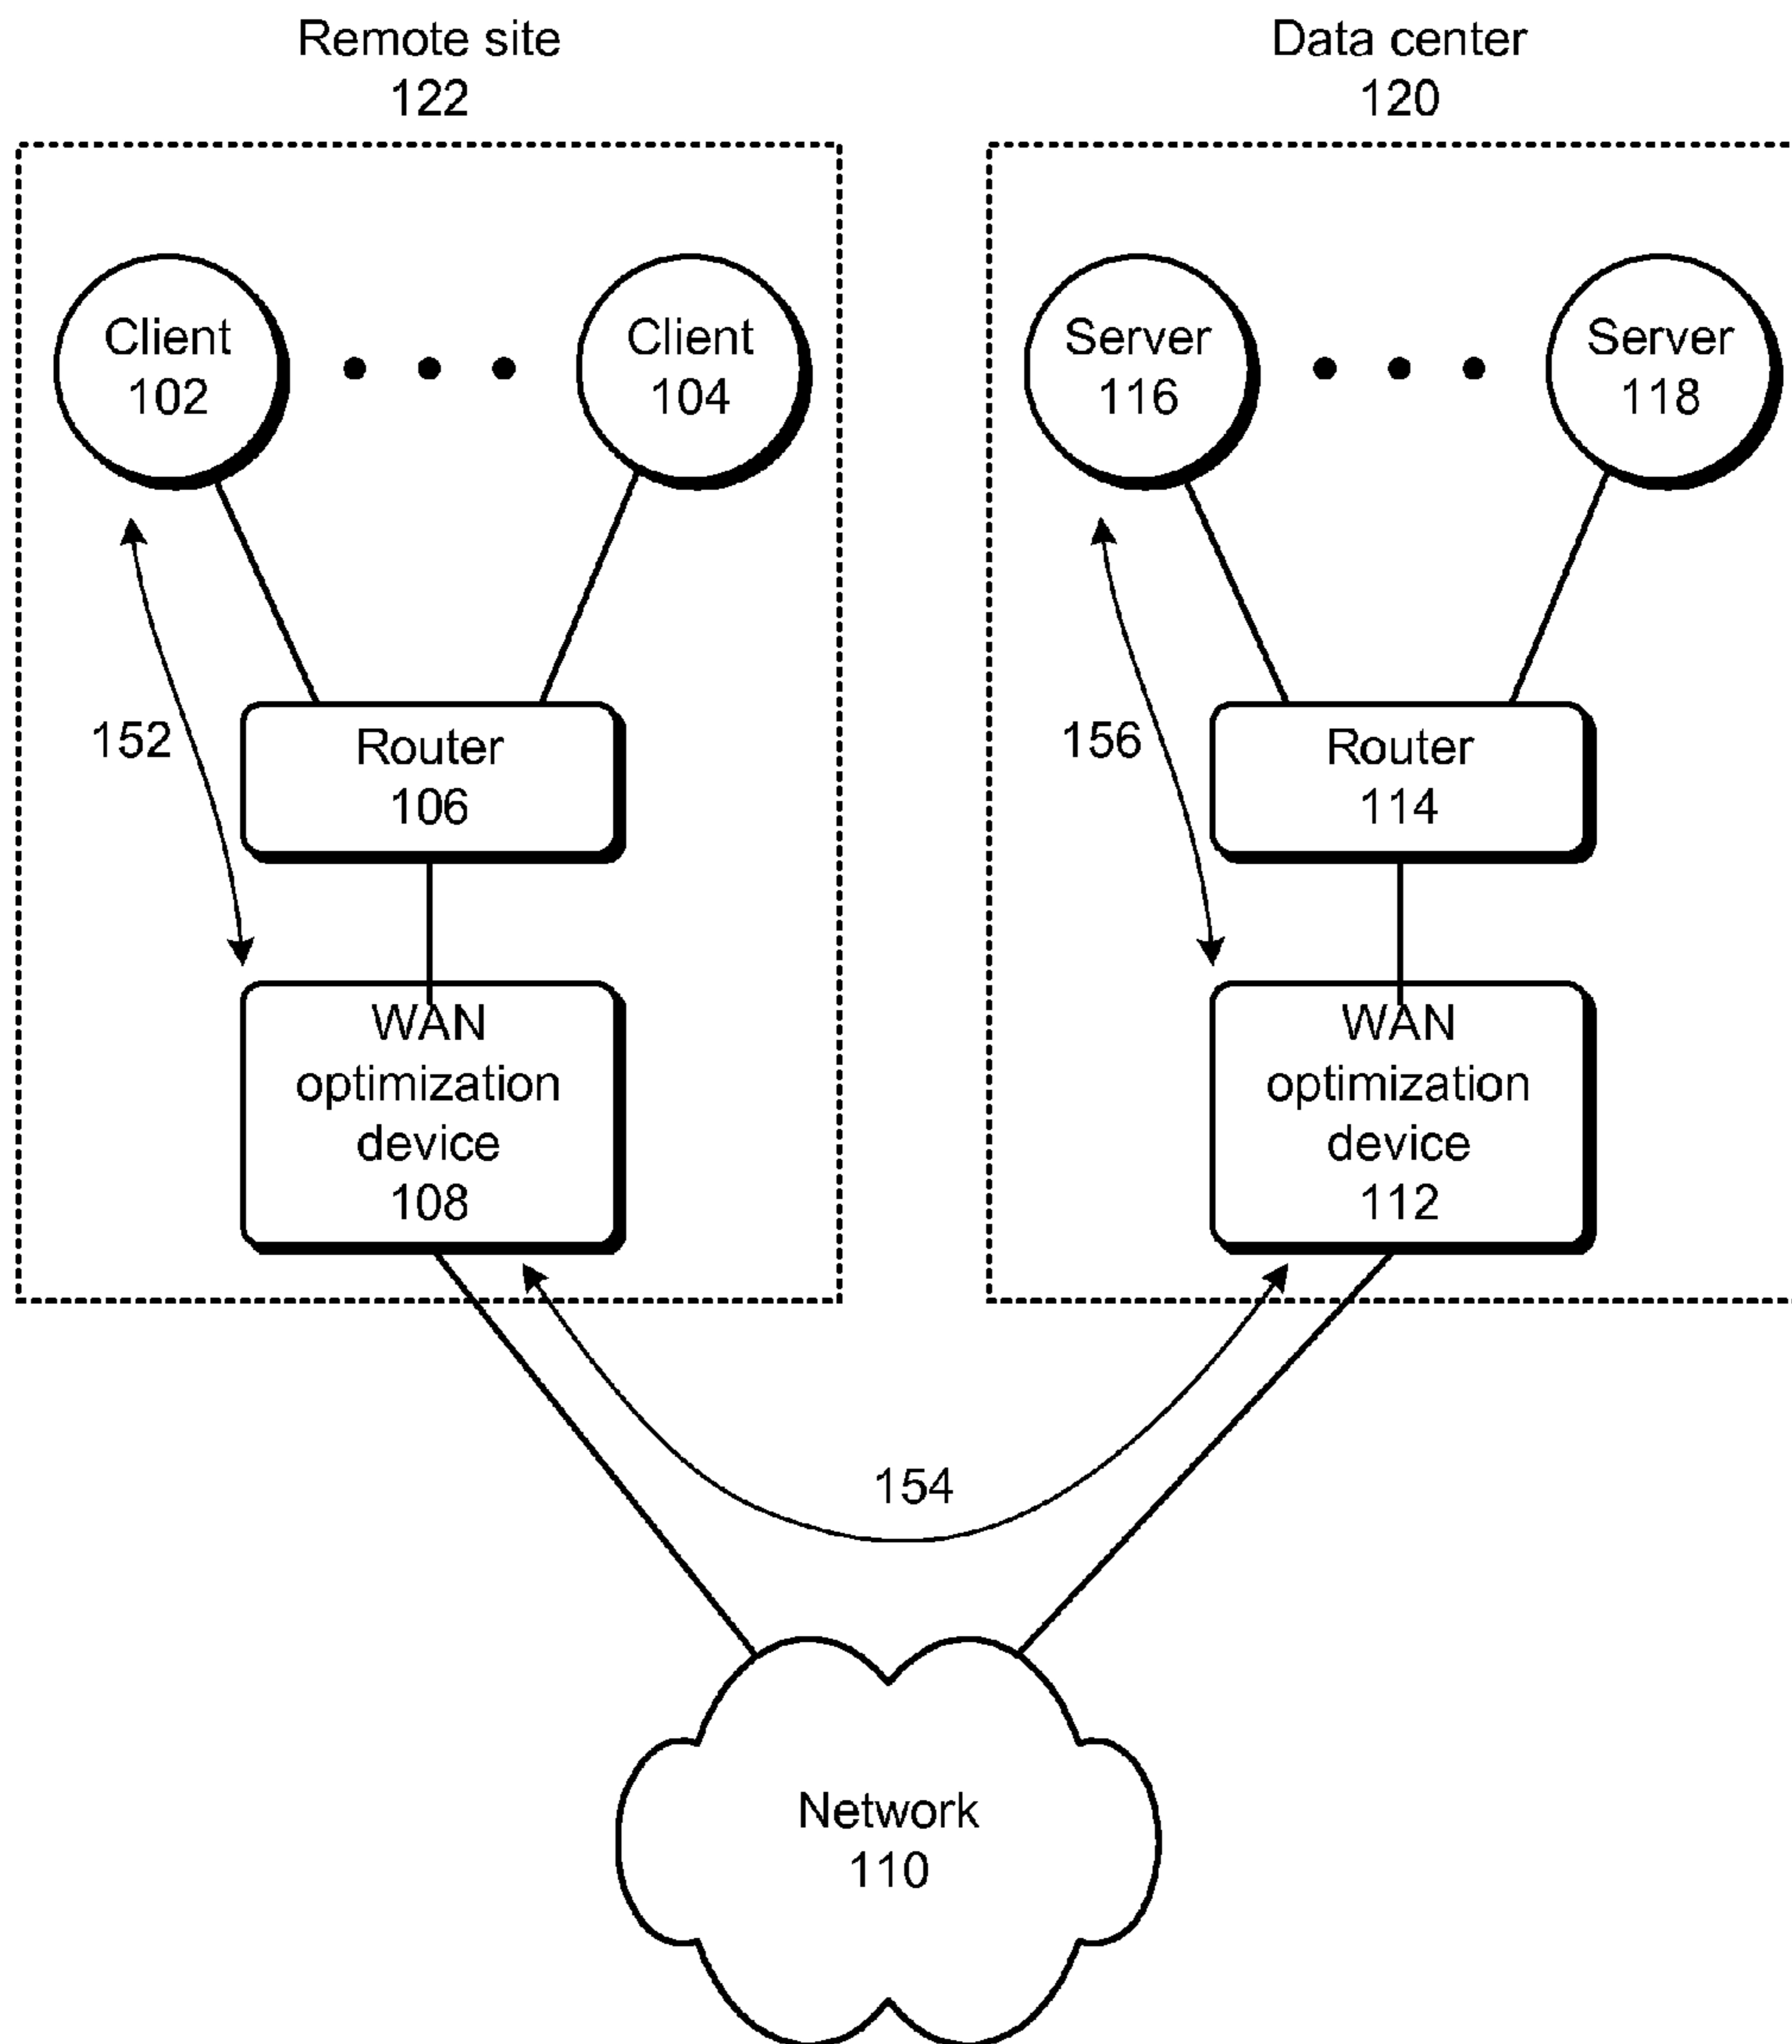 Remote site
122
Data center
120
Client
102
Client
104
Server
116
Server
118
152
Router
106
156
Router
114
WAN
optimization
device
108
WAN
optimization
device
112
154
Network
110